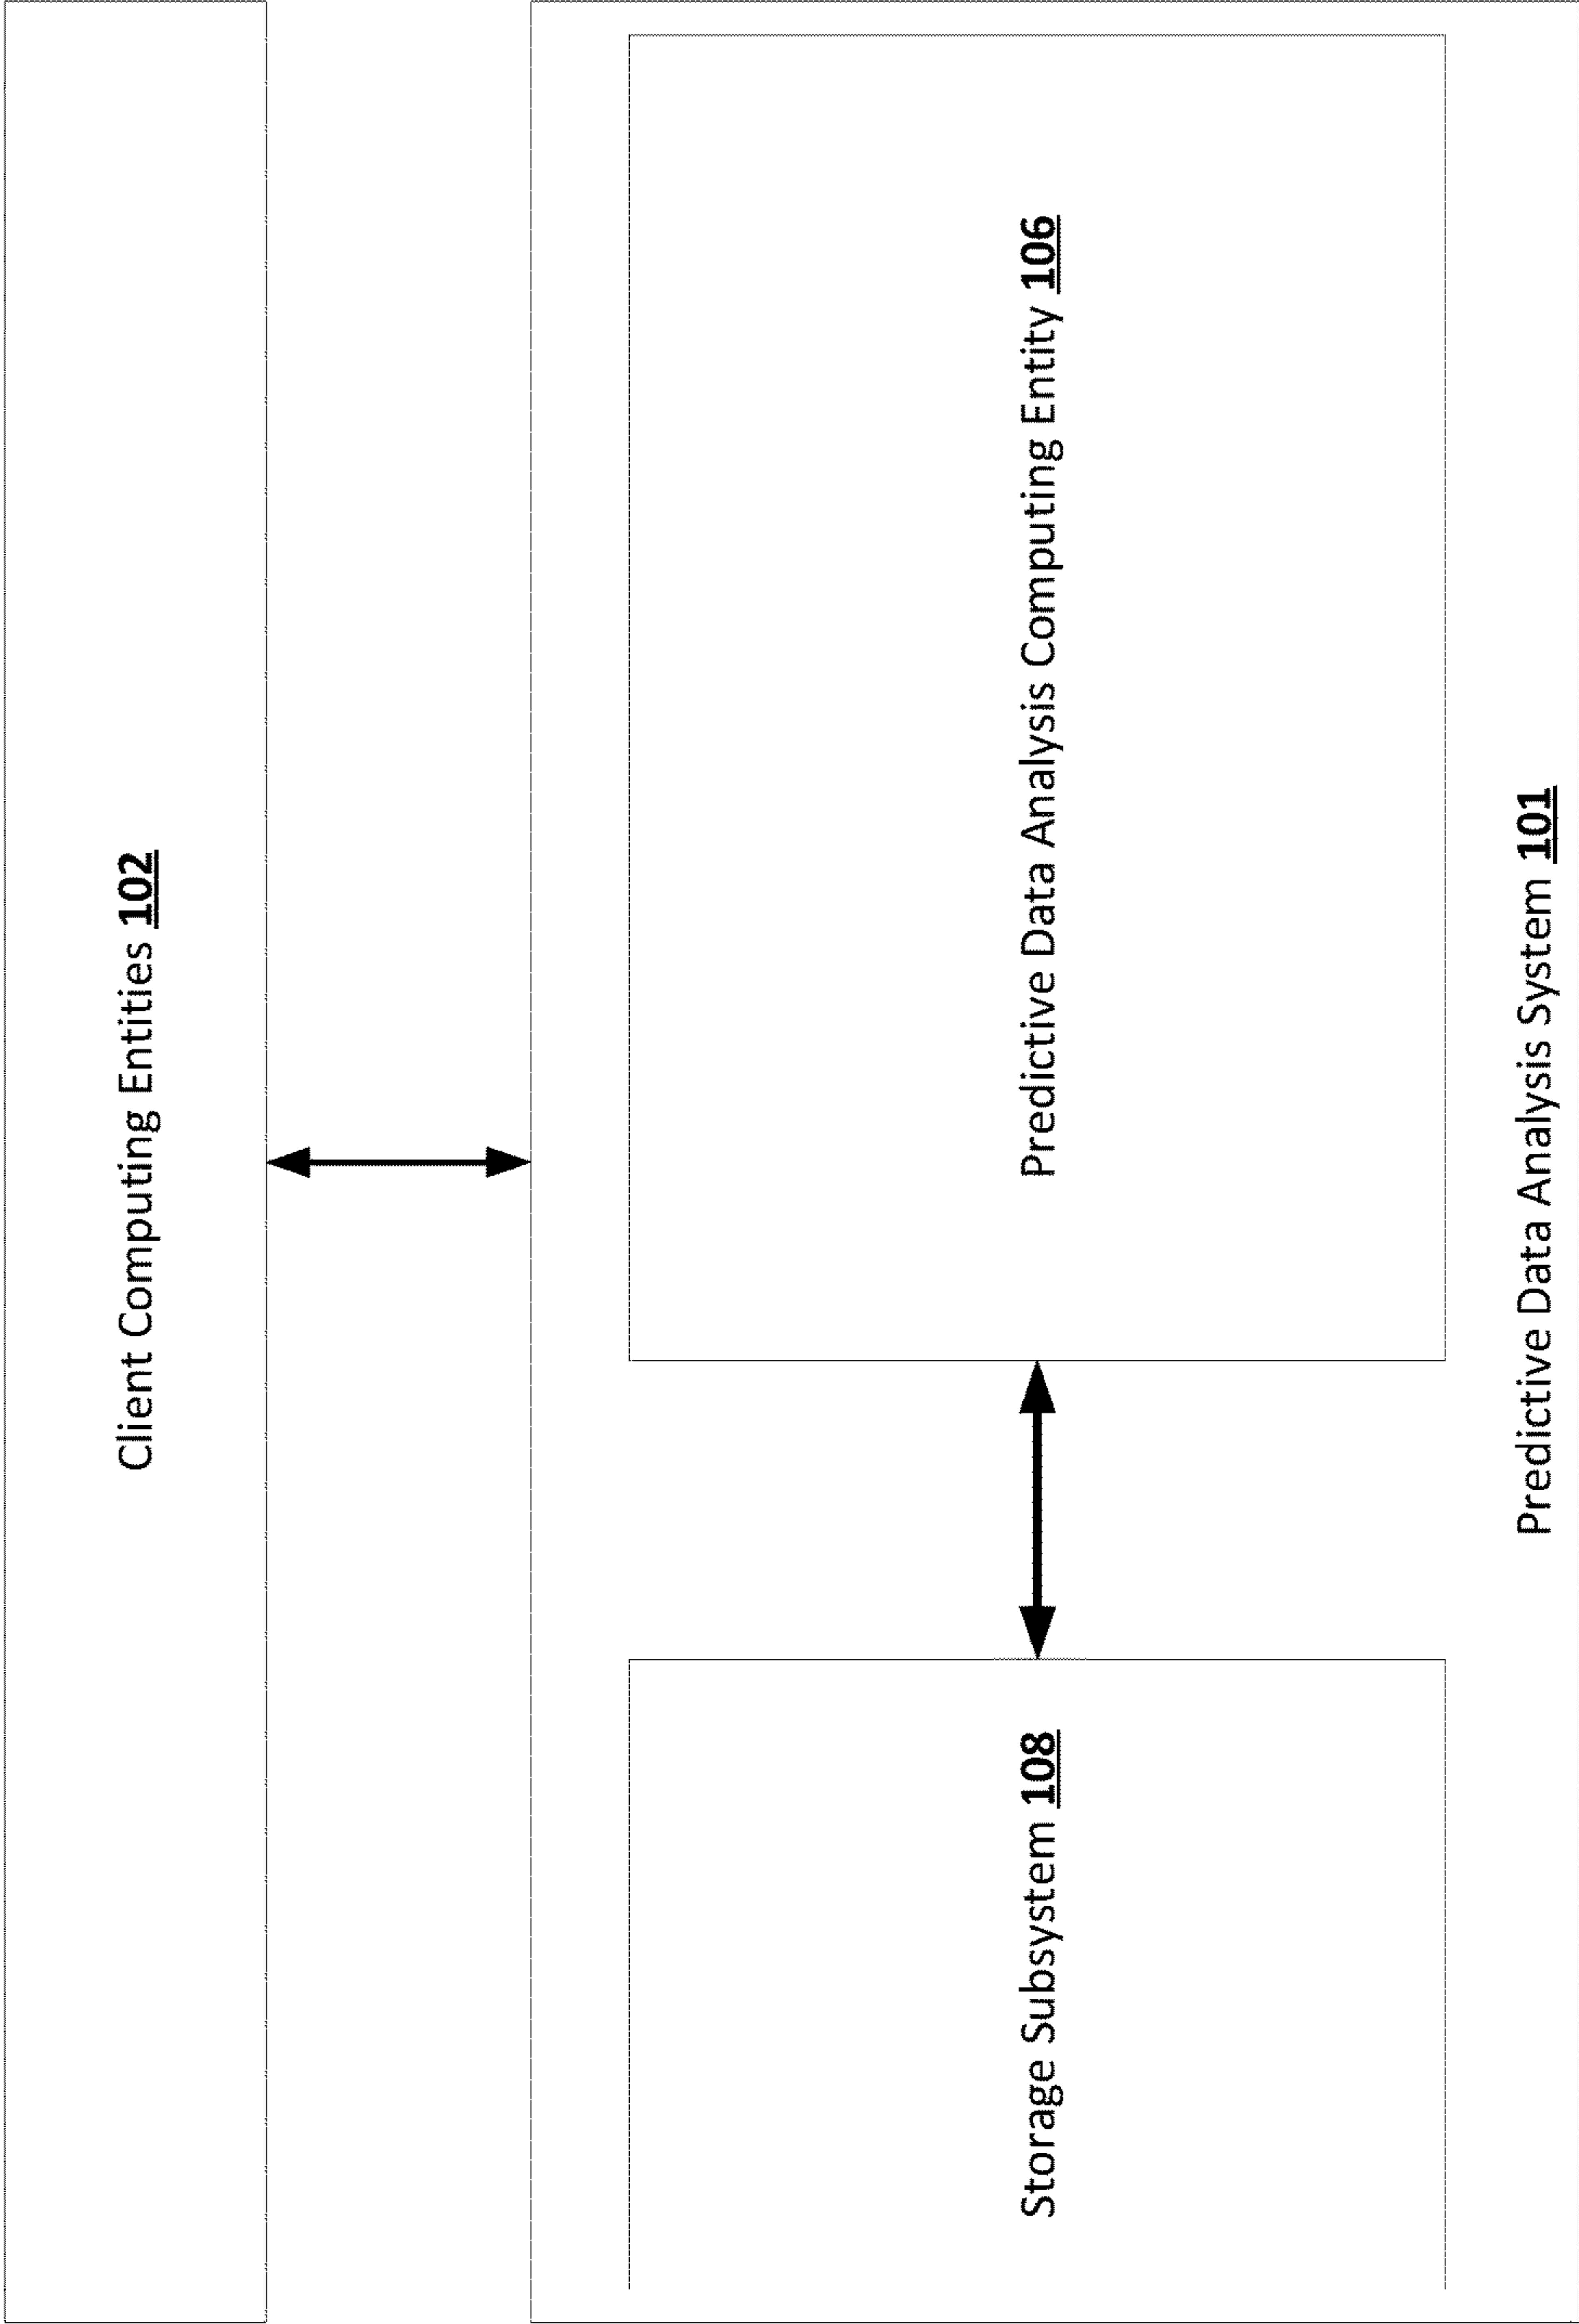 Client Computing Entities 102
Storage Subsystem 108
Predictive Data Analysis Computing Entity 106
Predictive Data Analysis System 101